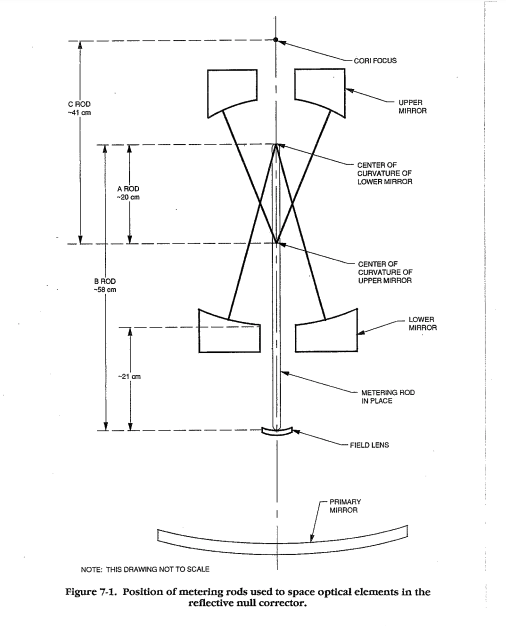 CORI FOCUS
C ROD
~41 cm
UPPER
MIRROR
CENTER OF
CURVATURE OF
LOWER MIRROR
A ROD
~20 cm
CENTER OF
CURVATURE OF
UPPER MIRROR
B ROD
~58 cm
LOWER
MIRROR
~21 cm
METERING ROD
IN PLACE
FIELD LENS
PRIMARY
MIRROR
NOTE: THIS DRAWING NOT TO SCALE
Figure 7-1. Position of metering rods used to space optical elements in the
reflective null corrector.